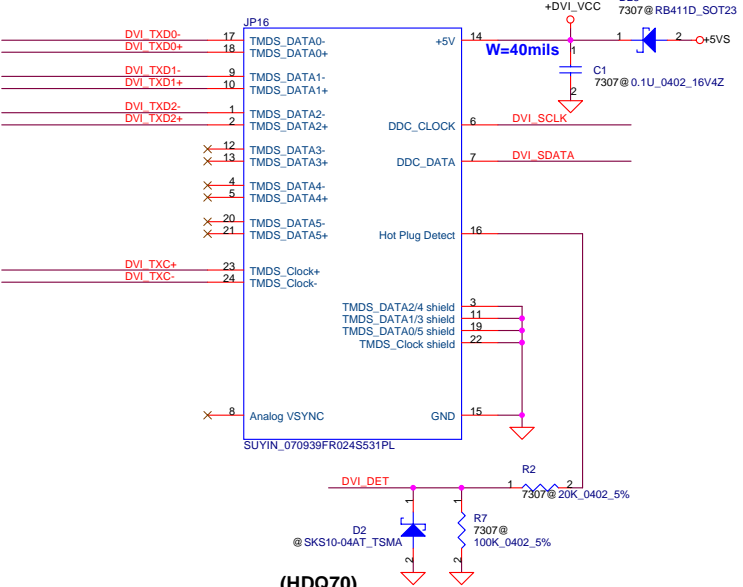 +DVI_VCC
7307@ RB411D_SOT23
JP16
DVI_TXD0- 17 TMDS_DATA0- +5V 14 1 2 +5VS
DVI_TXD0+ 18 TMDS_DATA0+
W=40mils
1
DVI_TXD1- 9 TMDS_DATA1-
DVI_TXD1+ 10 TMDS_DATA1+
C1
7307@ 0.1U_0402_16V4Z
2
DVI_TXD2- 1 TMDS_DATA2-
DVI_TXD2+ 2 TMDS_DATA2+ DDC_CLOCK 6 DVI_SCLK
12 TMDS_DATA3-
13 TMDS_DATA3+ DDC_DATA 7 DVI_SDATA
4 TMDS_DATA4-
5 TMDS_DATA4+
20 TMDS_DATA5-
21 TMDS_DATA5+ Hot Plug Detect 16
DVI_TXC+ 23 TMDS_Clock+
DVI_TXC- 24 TMDS_Clock-
TMDS_DATA2/4 shield 3
TMDS_DATA1/3 shield 11
TMDS_DATA0/5 shield 19
TMDS_Clock shield 22
8 Analog VSYNC GND 15
SUYIN_070939FR024S531PL
R2
DVI_DET 1 2
7307@ 20K_0402_5%
1 1
D2
@ SKS10-04AT_TSMA
R7
7307@
100K_0402_5%
2 2
(HDQ70)